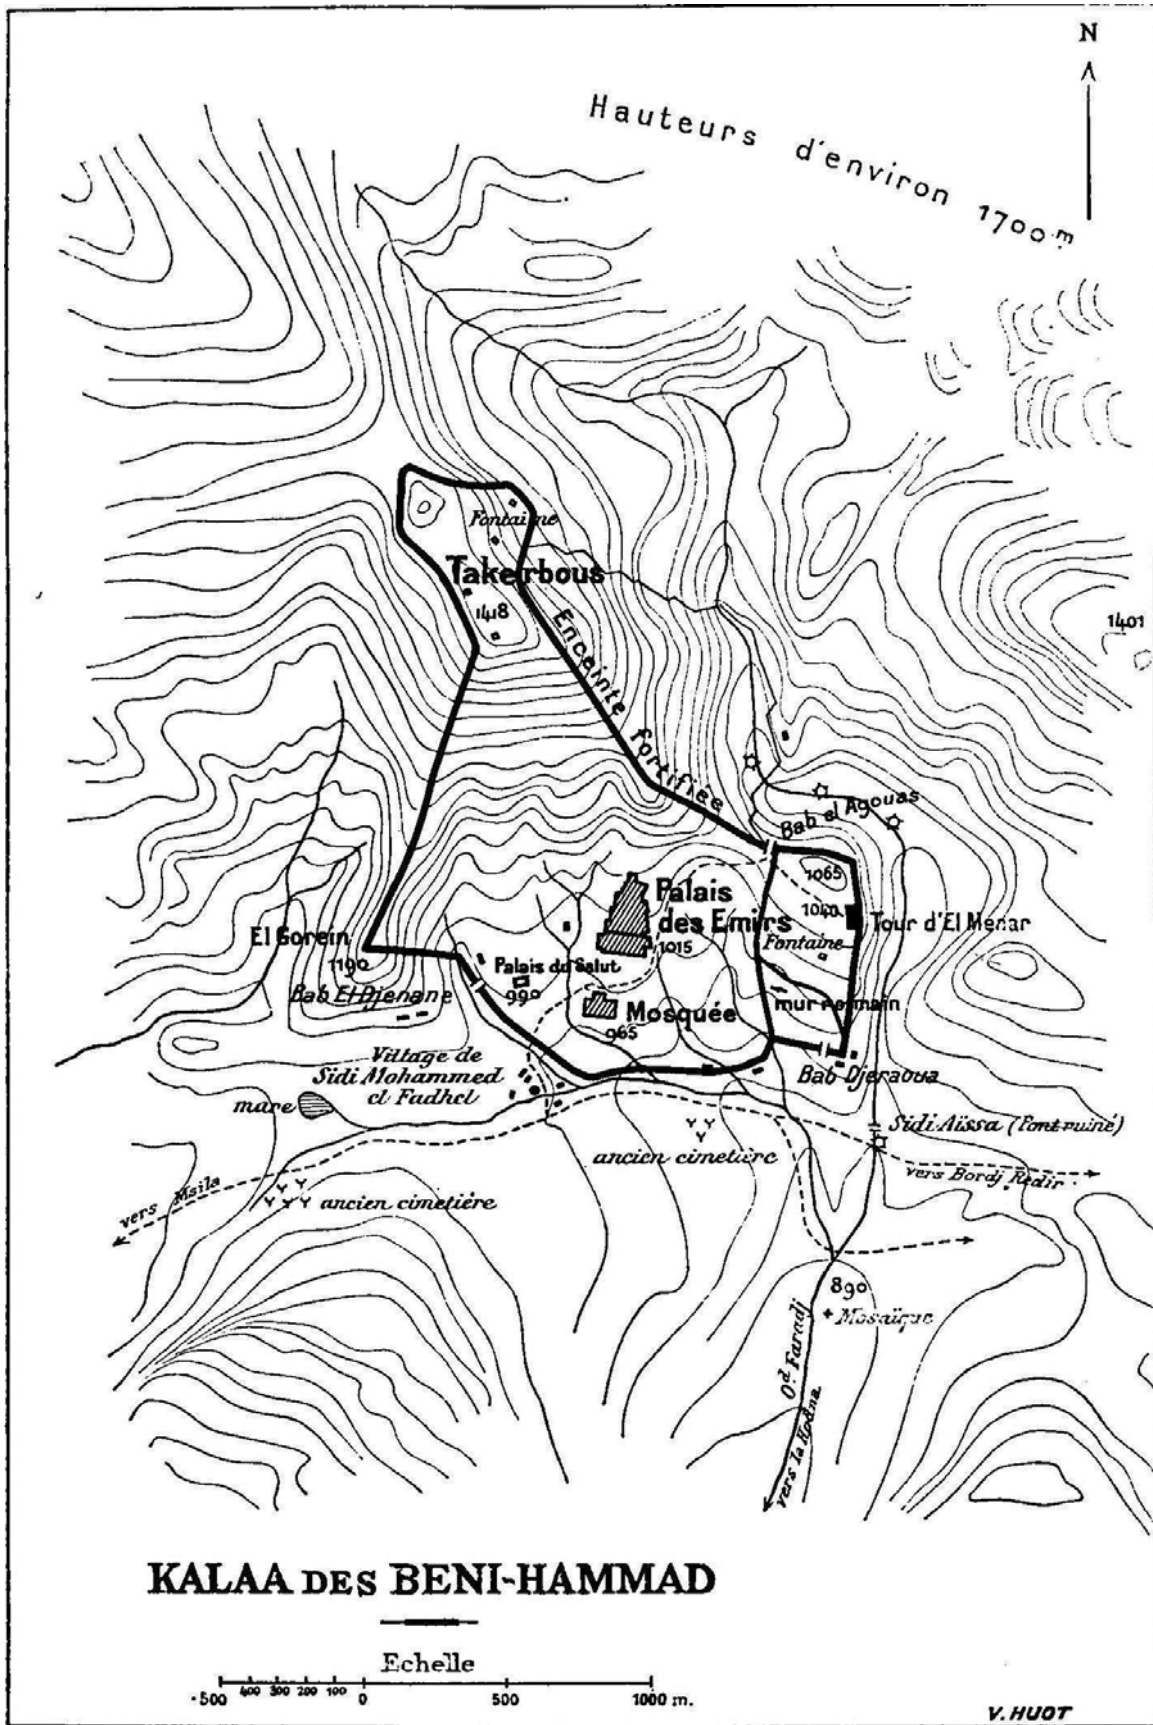 N
Hauteurs d'environ 1700 m
Fontaine
Takerbous
1418
Enceinte fortifiée
1401
Bab el Agouas
1065
1040
Tour d'El Menar
Palais
des Emirs
1015
Fontaine
El Gorein
1190
Bab El Djenane
Palais du Salut
990
mur romain
Mosquée
965
Village de
Sidi Mohammed
el Fadhel
Bab Djeraoua
mare
Sidi Aïssa (Pont ruiné)
ancien cimetière
vers Bordj Redir
vers Msila
ancien cimetière
890
Mosaïque
Od Faradj
vers la Hodna
KALAA DES BENI-HAMMAD
Echelle
500 400 300 200 100 0 500 1000 m.
V. HUOT